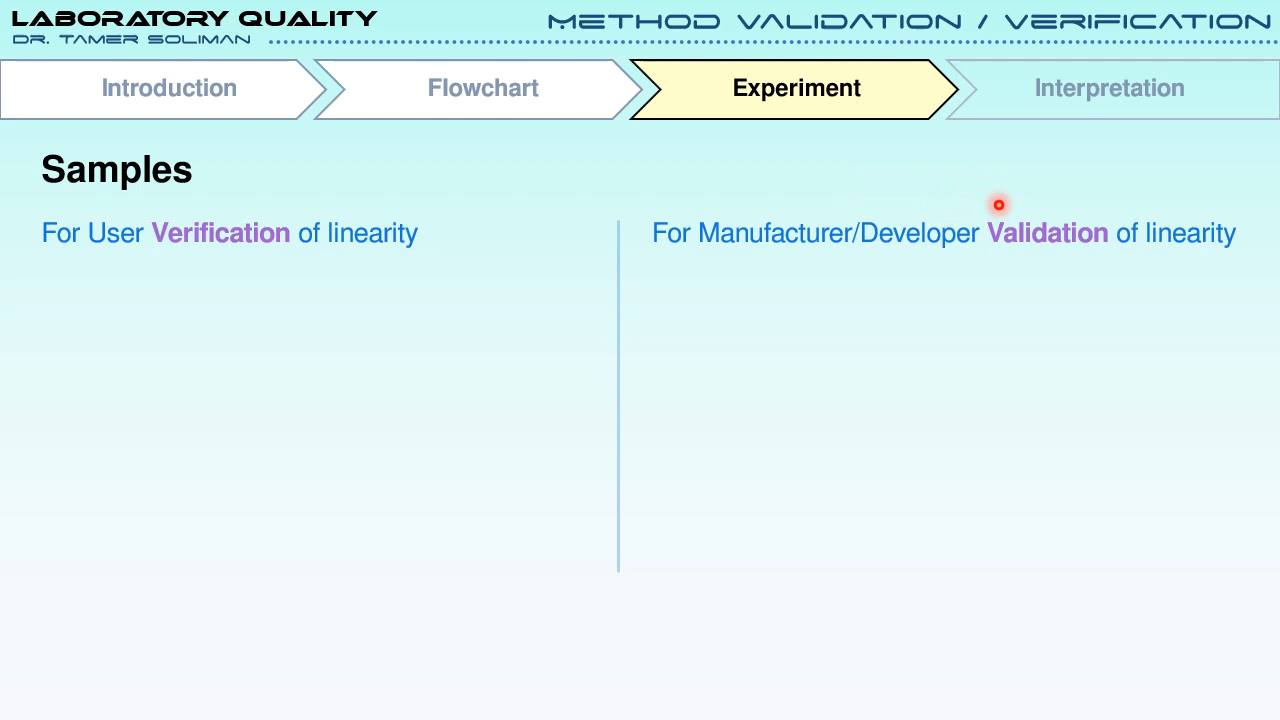 LABORATORY QUALITY
DR. TAMER SOLIMAN
METHOD VALIDATION / VERIFICATION
Introduction
Flowchart
Experiment
Interpretation
Samples
For User Verification of linearity
For Manufacturer/Developer Validation of linearity